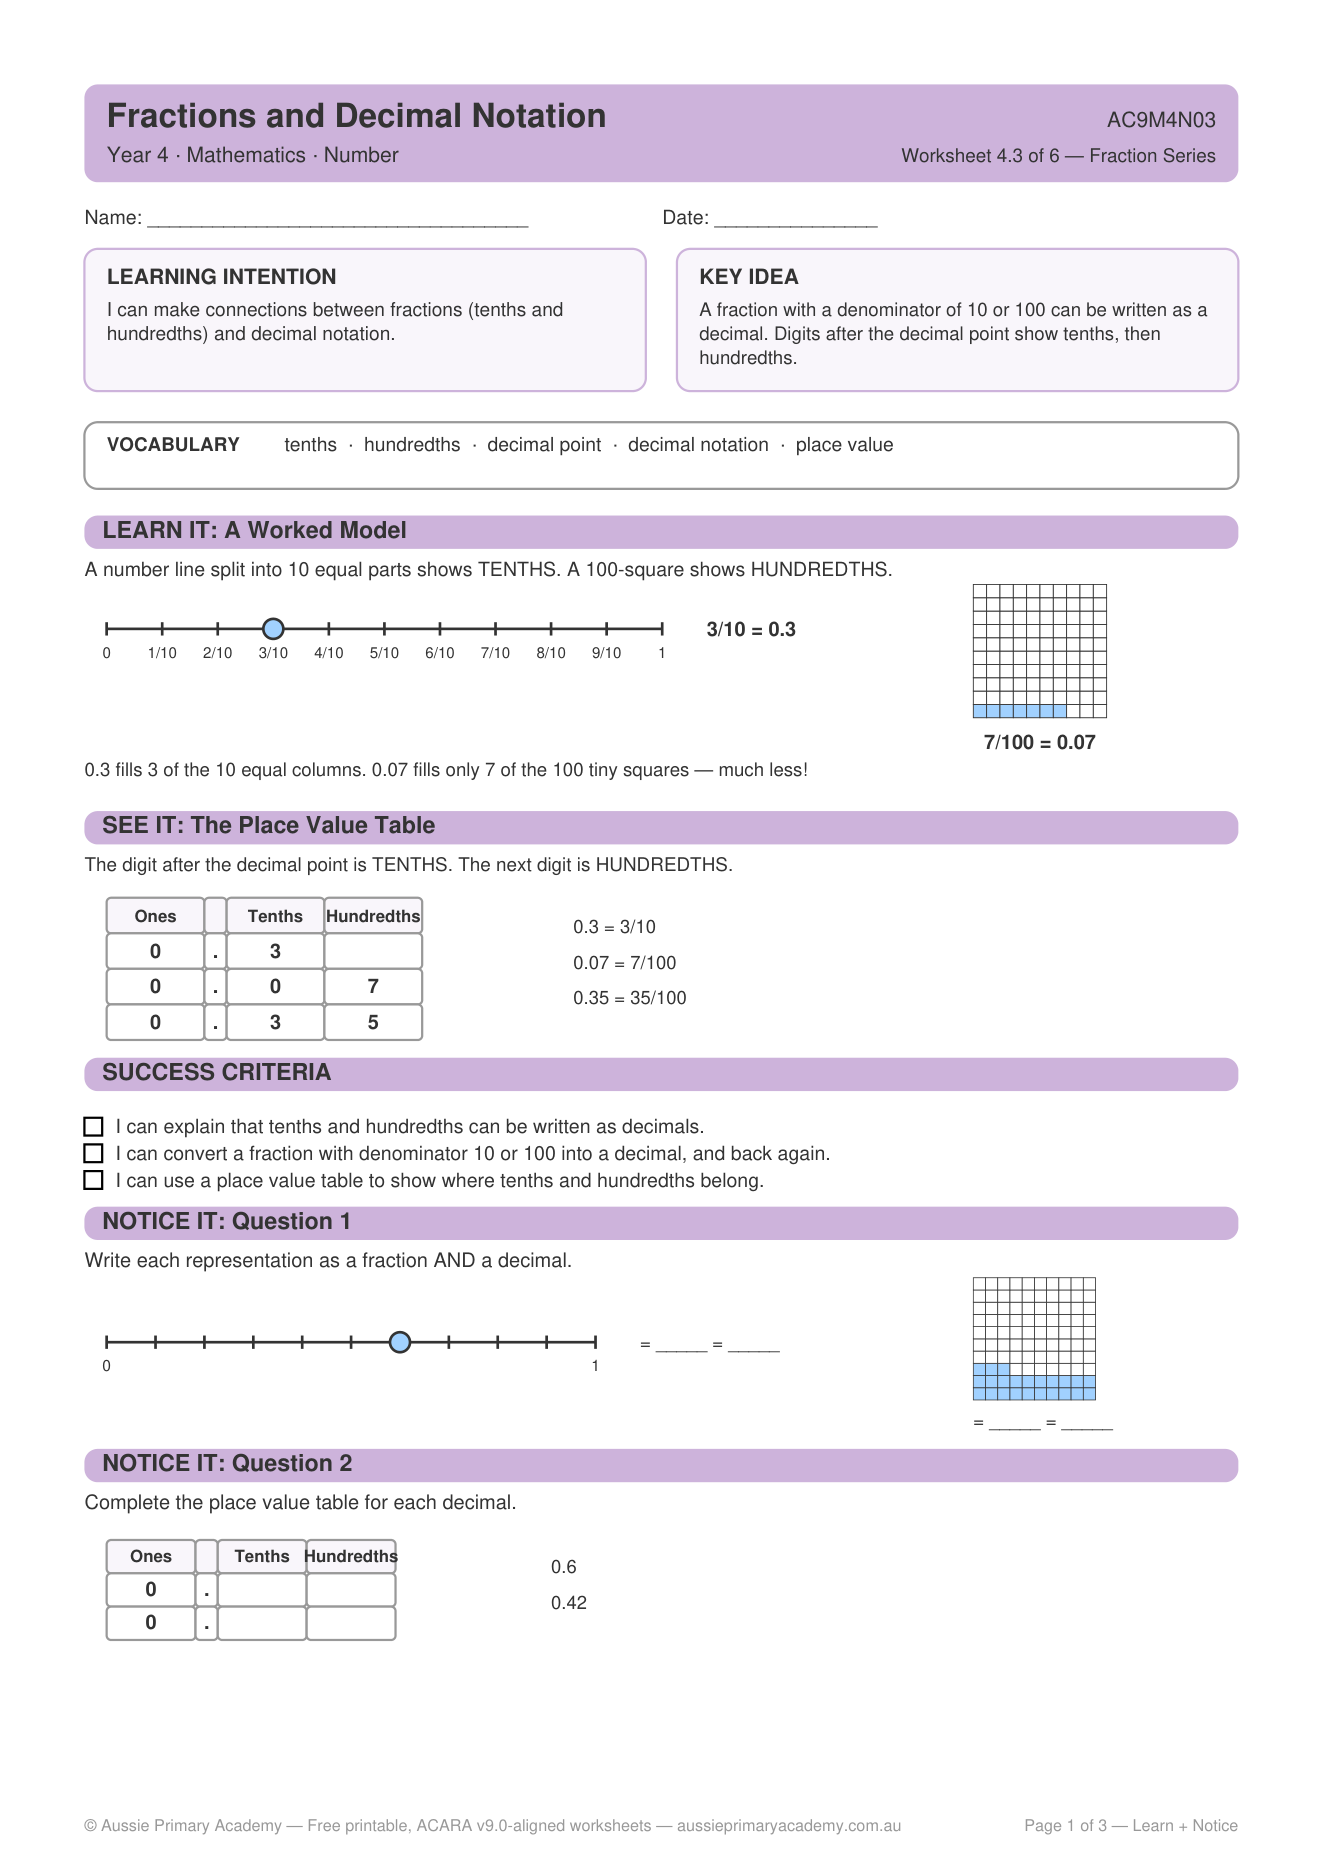 Fractions and Decimal Notation
AC9M4N03
Year 4 · Mathematics · Number
Worksheet 4.3 of 6 — Fraction Series
Name: ___________________________________
Date: _______________
LEARNING INTENTION
I can make connections between fractions (tenths and
hundredths) and decimal notation.
KEY IDEA
A fraction with a denominator of 10 or 100 can be written as a
decimal. Digits after the decimal point show tenths, then
hundredths.
VOCABULARY tenths · hundredths · decimal point · decimal notation · place value
LEARN IT: A Worked Model
A number line split into 10 equal parts shows TENTHS. A 100-square shows HUNDREDTHS.
0 1/10 2/10 3/10 4/10 5/10 6/10 7/10 8/10 9/10 1
3/10 = 0.3
7/100 = 0.07
0.3 fills 3 of the 10 equal columns. 0.07 fills only 7 of the 100 tiny squares — much less!
SEE IT: The Place Value Table
The digit after the decimal point is TENTHS. The next digit is HUNDREDTHS.
Ones Tenths Hundredths
0 . 3
0 . 0 7
0 . 3 5
0.3 = 3/10
0.07 = 7/100
0.35 = 35/100
SUCCESS CRITERIA
I can explain that tenths and hundredths can be written as decimals.
I can convert a fraction with denominator 10 or 100 into a decimal, and back again.
I can use a place value table to show where tenths and hundredths belong.
NOTICE IT: Question 1
Write each representation as a fraction AND a decimal.
0 1
= _____ = _____
= _____ = _____
NOTICE IT: Question 2
Complete the place value table for each decimal.
Ones Tenths Hundredths
0 .
0 .
0.6
0.42
© Aussie Primary Academy — Free printable, ACARA v9.0-aligned worksheets — aussieprimaryacademy.com.au
Page 1 of 3 — Learn + Notice